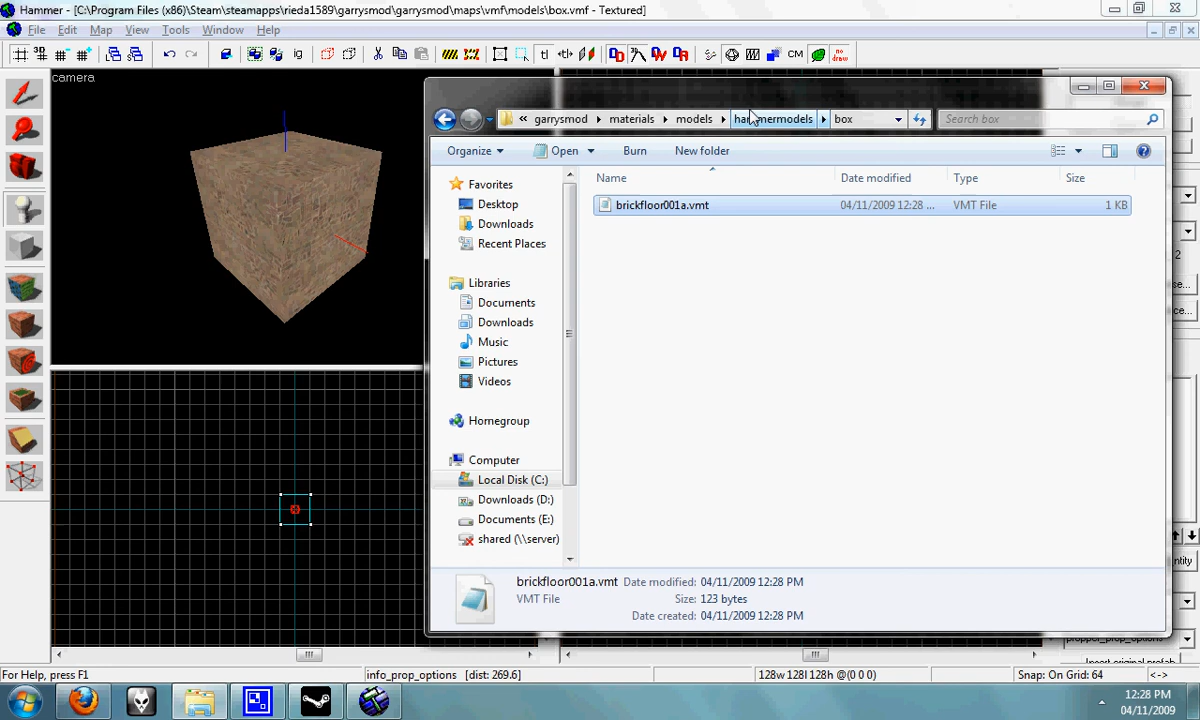 Hammer - [C:\Program Files (x86)\Steam\steamapps\rieda1589\garrysmod\garrysmod\maps\vmf\models\box.vmf - Textured]
File Edit Map View Tools Window Help
camera
garrysmod materials models hammermodels box
Search box
Organize Open Burn New folder
Name Date modified Type Size
brickfloor001a.vmt 04/11/2009 12:28 ... VMT File 1 KB
Favorites
Desktop
Downloads
Recent Places
Libraries
Documents
Downloads
Music
Pictures
Videos
Homegroup
Computer
Local Disk (C:)
Downloads (D:)
Documents (E:)
shared (\\server)
brickfloor001a.vmt Date modified: 04/11/2009 12:28 PM
VMT File Size: 123 bytes
Date created: 04/11/2009 12:28 PM
For Help, press F1
info_prop_options [dist: 269.6]
128w 128l 128h @(0 0 0)
Snap: On Grid: 64
<->
12:28 PM
04/11/2009